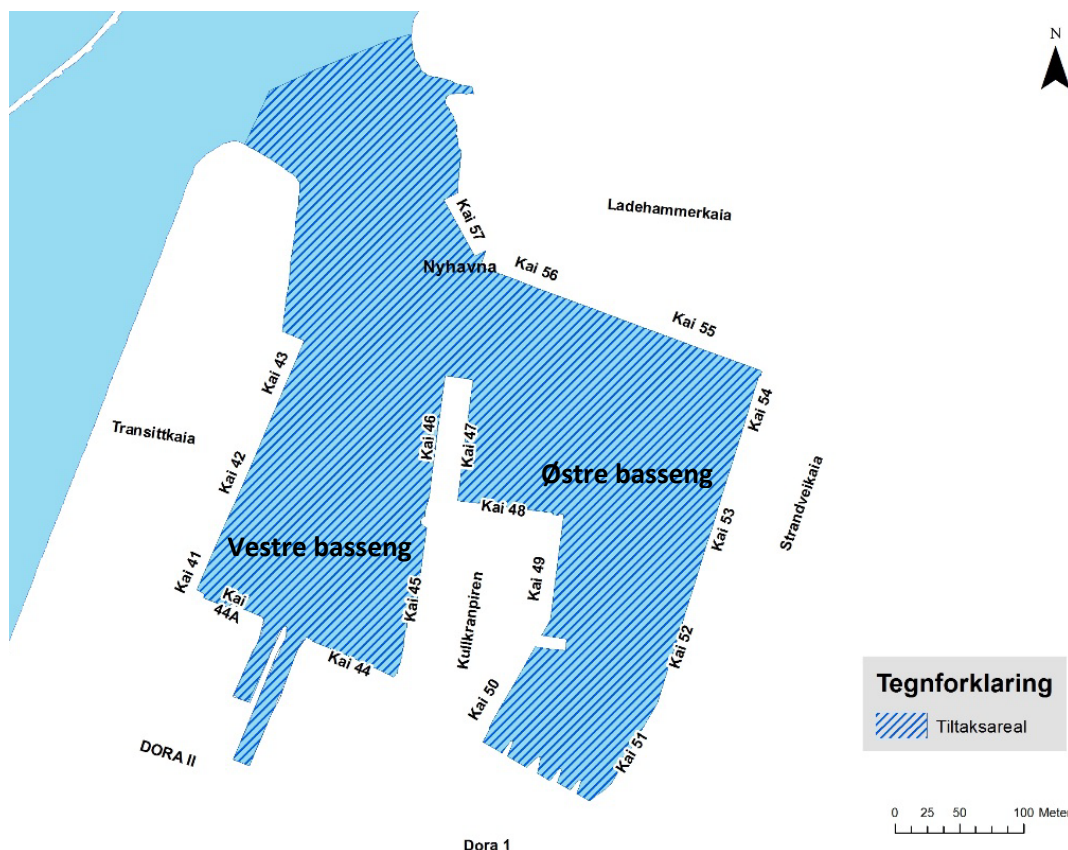 N
Ladehammerkaia
Kai 57
Nyhavna
Kai 56
Kai 55
Kai 54
Kai 43
Transittkaia
Kai 42
Kai 46
Kai 47
Østre basseng
Kai 48
Kai 53
Strandveikaia
Vestre basseng
Kai 41
Kai
44A
Kai 45
Kai 49
Kullkranpiren
Kai 44
Kai 52
Kai 50
Kai 51
DORA II
Dora 1
Tegnforklaring
Tiltaksareal
0 25 50 100 Meter